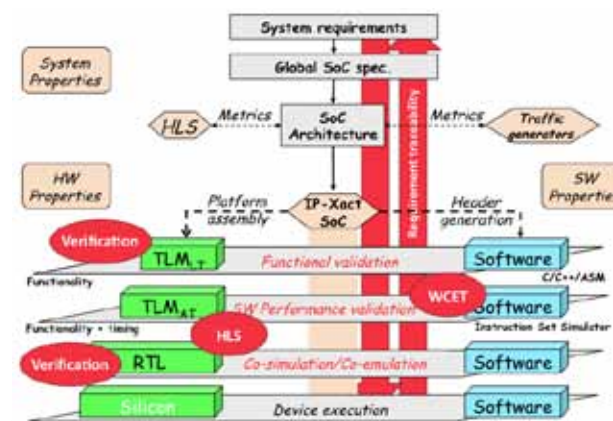 System requirements
System
Properties
Global SoC spec.
HLS
Metrics
SoC
Architecture
Metrics
Traffic
generators
Requirement traceability
HW
Properties
SW
Properties
Platform
assembly
IP-Xact
SoC
Header
generation
Verification
TLMLT
Functional validation
Software
Functionality
C/C++/ASM
TLMAT
SW Performance validation
WCET
Software
Functionality + timing
Instruction Set Simulator
HLS
Verification
RTL
Co-simulation/Co-emulation
Software
Silicon
Device execution
Software